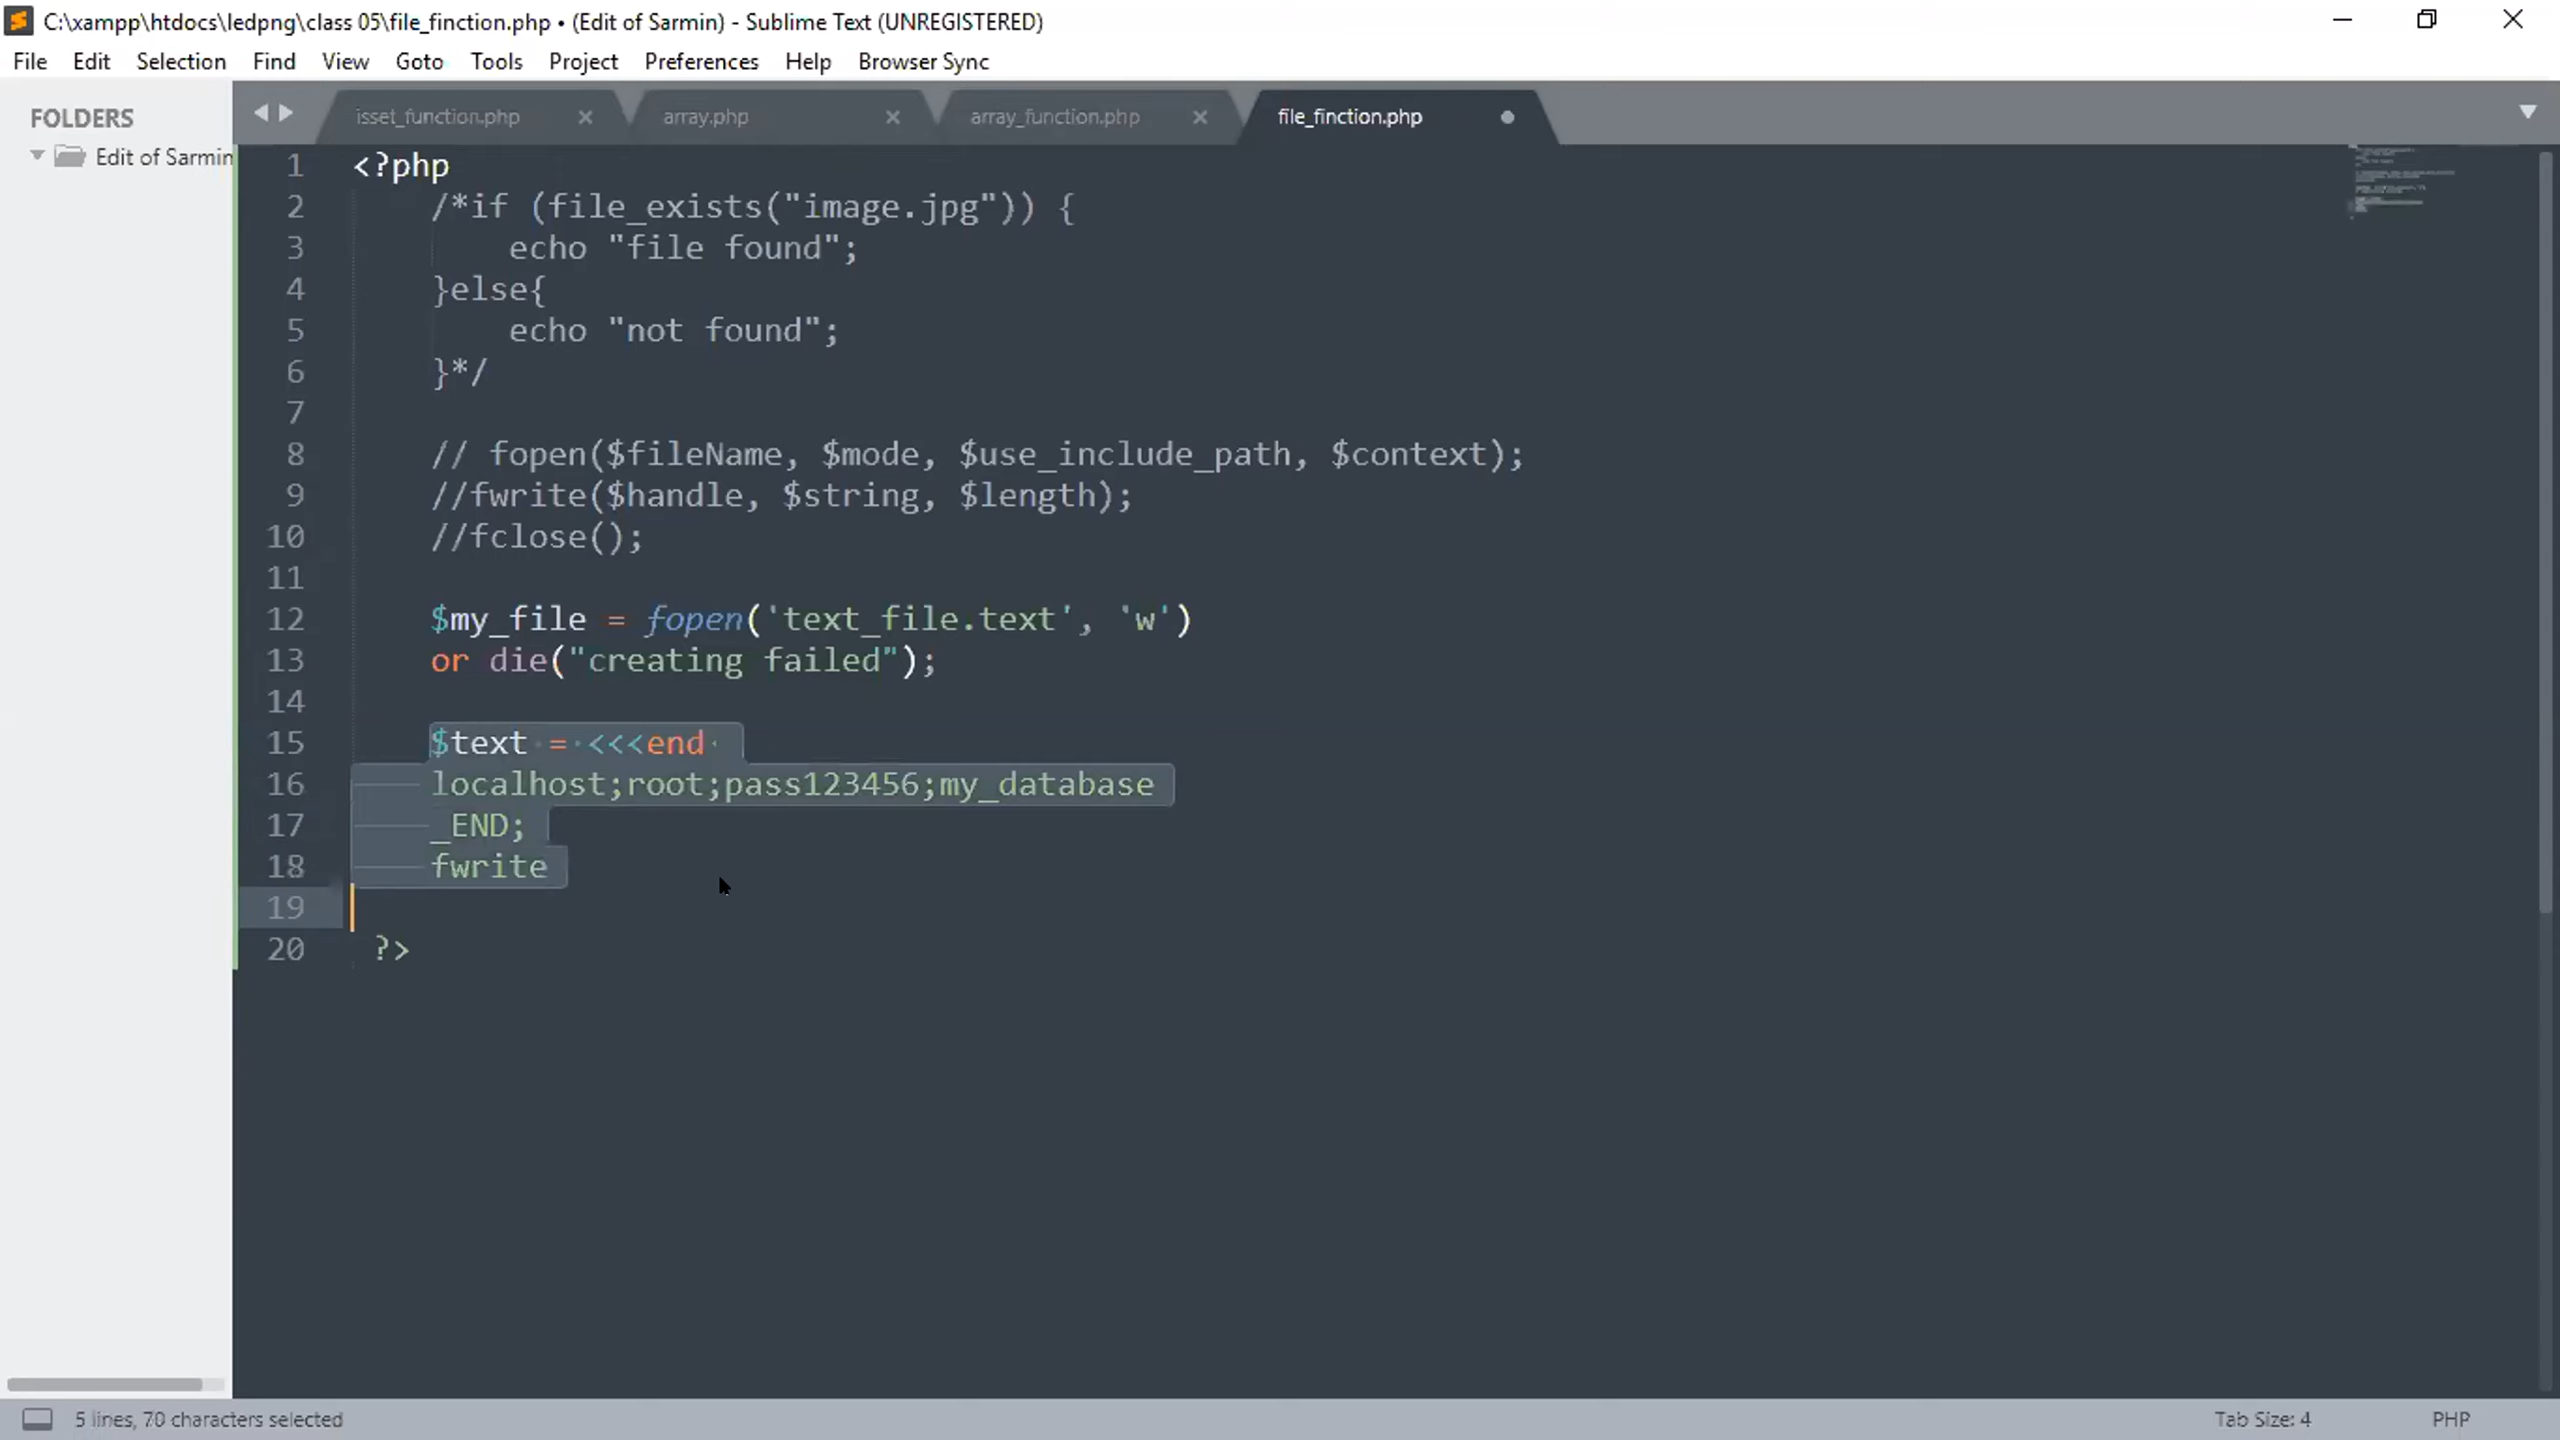 C:\xampp\htdocs\ledpng\class 05\file_finction.php • (Edit of Sarmin) - Sublime Text (UNREGISTERED)
File Edit Selection Find View Goto Tools Project Preferences Help Browser Sync
FOLDERS
Edit of Sarmin
isset_function.php array.php array_function.php file_finction.php
1 <?php
2 /*if (file_exists("image.jpg")) {
3 echo "file found";
4 }else{
5 echo "not found";
6 }*/
7
8 // fopen($fileName, $mode, $use_include_path, $context);
9 //fwrite($handle, $string, $length);
10 //fclose();
11
12 $my_file = fopen('text_file.text', 'w')
13 or die("creating failed");
14
15 $text = <<<end
16 localhost;root;pass123456;my_database
17 _END;
18 fwrite
19
20 ?>
5 lines, 70 characters selected Tab Size: 4 PHP